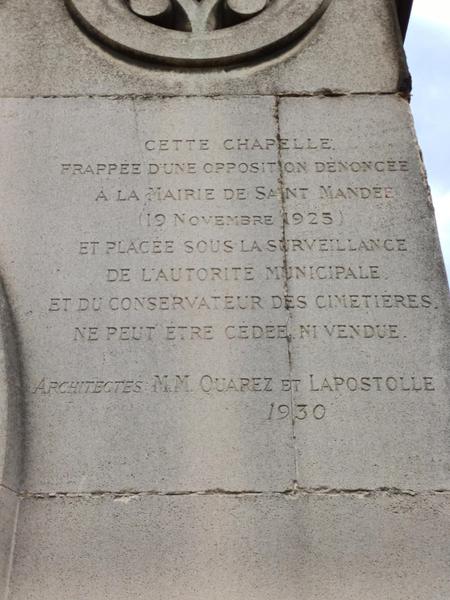 CETTE CHAPELLE,
FRAPPÉE D'UNE OPPOSITION DÉNONCÉE
A LA MAIRIE DE SAINT MANDÉE
(19 NOVEMBRE 1925)
ET PLACÉE SOUS LA SURVEILLANCE
DE L'AUTORITÉ MUNICIPALE,
ET DU CONSERVATEUR DES CIMETIÈRES,
NE PEUT ÊTRE CÉDÉE, NI VENDUE.
ARCHITECTES M.M. QUAREZ ET LAPOSTOLLE
1930